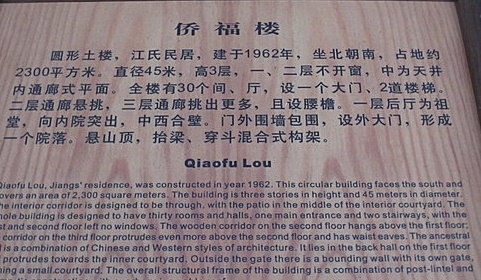 侨福楼
圆形土楼，江氏民居，建于1962年，坐北朝南，占地约
2300平方米。直径45米，高3层，一、二层不开窗，中为天井
内通廊式平面。全楼有30个间、厅，设一个大门、2道楼梯。
二层通廊悬挑，三层通廊挑出更多，且设腰檐。一层后厅为祖
堂，向内院突出，中西合璧。门外围墙包围，设外大门，形成
一个院落。悬山顶，抬梁、穿斗混合式构架。
Qiaofu Lou
Qiaofu Lou, Jiangs' residence, was constructed in year 1962. This circular building faces the south and
covers an area of 2,300 square meters. The building is three stories in height and 45 meters in diameter.
The interior corridor is designed to be through, with the patio in the middle of the interior courtyard. The
whole building is designed to have thirty rooms and halls, one main entrance and two stairways, with the
first and second floor left no windows. The wooden corridor on the second floor hangs above the first floor;
corridor on the third floor protrudes even more above the second floor and has waist eaves. The ancestral
is a combination of Chinese and Western styles of architecture. It lies in the back hall on the first floor
protrudes towards the inner courtyard. Outside the gate there is a bounding wall with its own gate,
ing a small courtyard. The overall structural frame of the building is a combination of post-lintel and